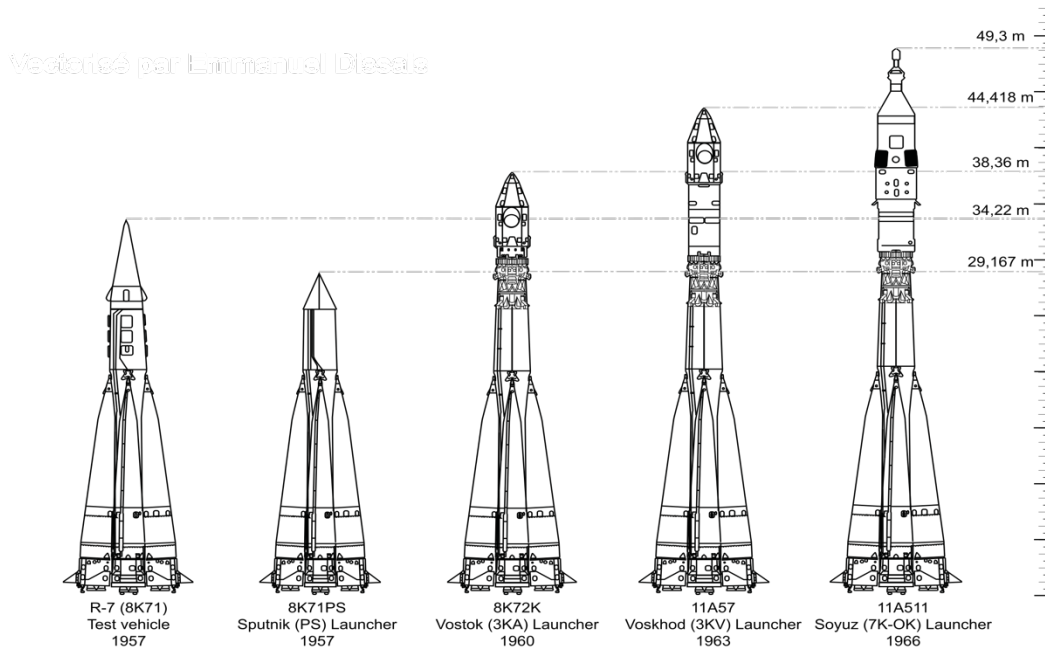 Vectorisé par Emmanuel Dissais
49,3 m
44,418 m
38,36 m
34,22 m
29,167 m
R-7 (8K71)
Test vehicle
1957
8K71PS
Sputnik (PS) Launcher
1957
8K72K
Vostok (3KA) Launcher
1960
11A57
Voskhod (3KV) Launcher
1963
11A511
Soyuz (7K-OK) Launcher
1966